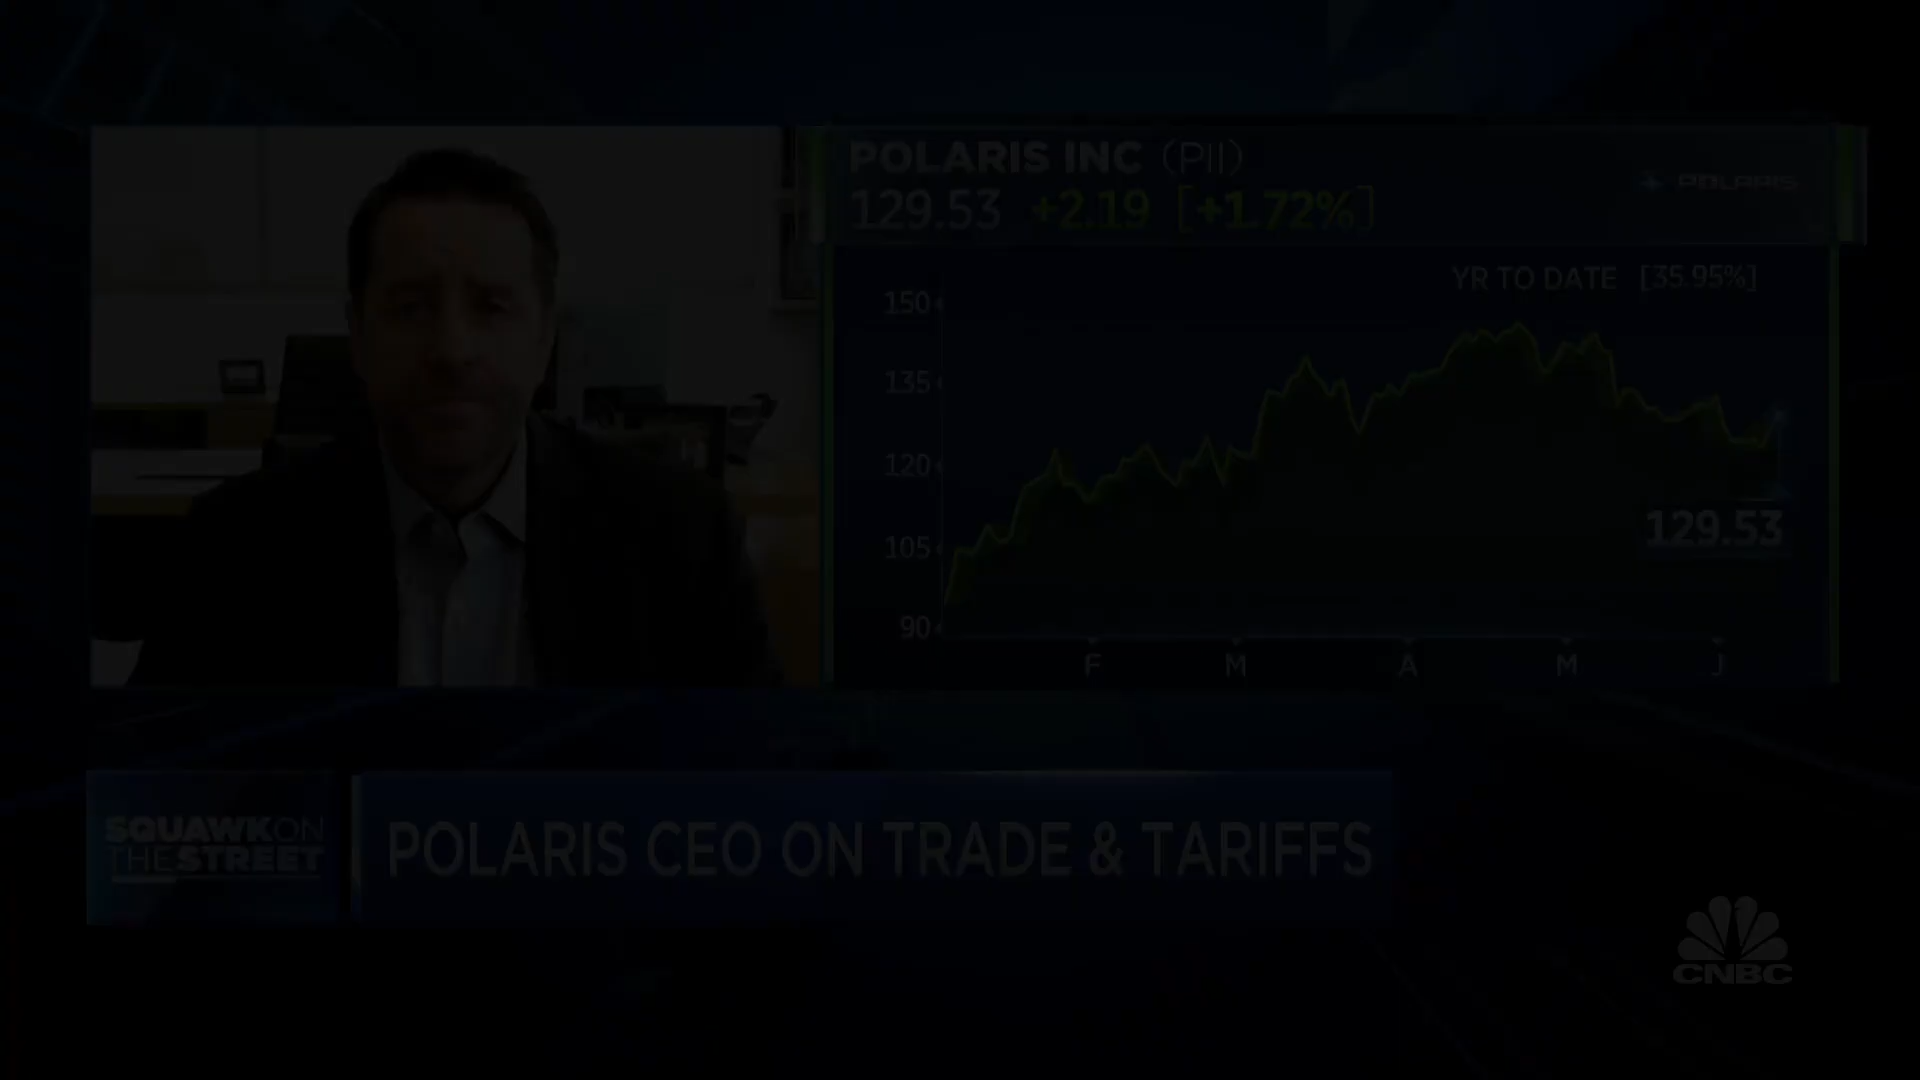 POLARIS INC (PII)
129.53 +2.19 [+1.72%]
POLARIS
YR TO DATE [35.95%]
150
135
120
105
90
129.53
F M A M J
SQUAWK ON
THE STREET
POLARIS CEO ON TRADE & TARIFFS
CNBC